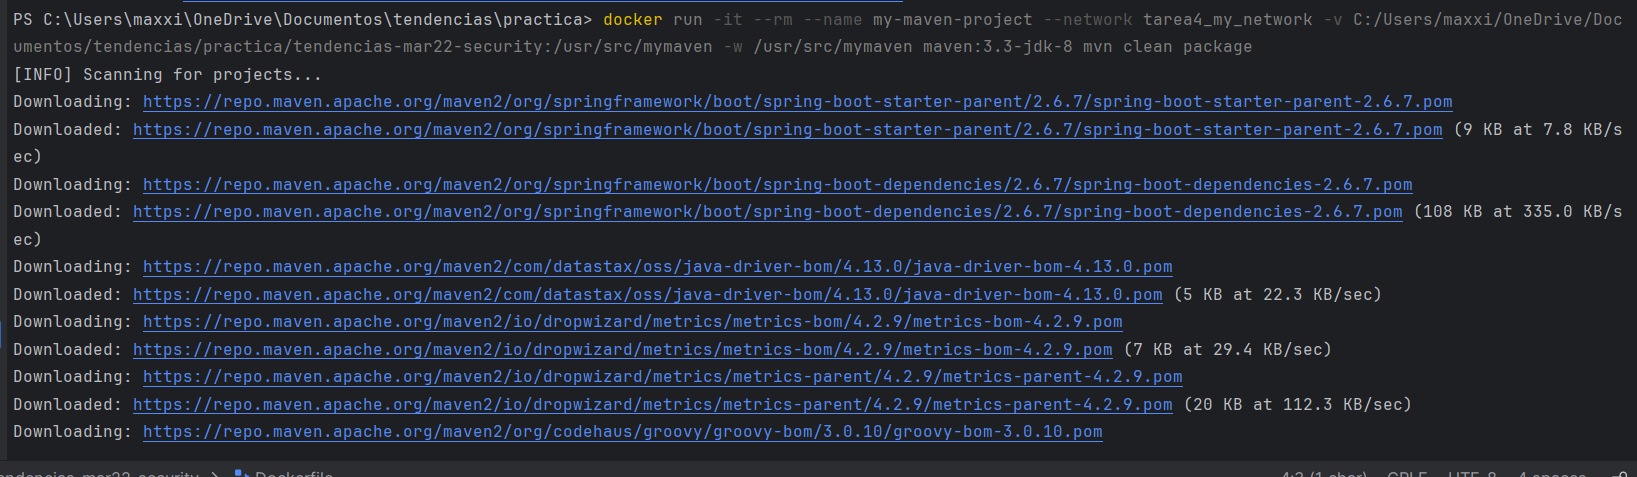 PS C:\Users\maxxi\OneDrive\Documentos\tendencias\practica> docker run -it --rm --name my-maven-project --network tarea4_my_network -v C:/Users/maxxi/OneDrive/Doc
umentos/tendencias/practica/tendencias-mar22-security:/usr/src/mymaven -w /usr/src/mymaven maven:3.3-jdk-8 mvn clean package
[INFO] Scanning for projects...
Downloading: https://repo.maven.apache.org/maven2/org/springframework/boot/spring-boot-starter-parent/2.6.7/spring-boot-starter-parent-2.6.7.pom
Downloaded: https://repo.maven.apache.org/maven2/org/springframework/boot/spring-boot-starter-parent/2.6.7/spring-boot-starter-parent-2.6.7.pom (9 KB at 7.8 KB/s
ec)
Downloading: https://repo.maven.apache.org/maven2/org/springframework/boot/spring-boot-dependencies/2.6.7/spring-boot-dependencies-2.6.7.pom
Downloaded: https://repo.maven.apache.org/maven2/org/springframework/boot/spring-boot-dependencies/2.6.7/spring-boot-dependencies-2.6.7.pom (108 KB at 335.0 KB/s
ec)
Downloading: https://repo.maven.apache.org/maven2/com/datastax/oss/java-driver-bom/4.13.0/java-driver-bom-4.13.0.pom
Downloaded: https://repo.maven.apache.org/maven2/com/datastax/oss/java-driver-bom/4.13.0/java-driver-bom-4.13.0.pom (5 KB at 22.3 KB/sec)
Downloading: https://repo.maven.apache.org/maven2/io/dropwizard/metrics/metrics-bom/4.2.9/metrics-bom-4.2.9.pom
Downloaded: https://repo.maven.apache.org/maven2/io/dropwizard/metrics/metrics-bom/4.2.9/metrics-bom-4.2.9.pom (7 KB at 29.4 KB/sec)
Downloading: https://repo.maven.apache.org/maven2/io/dropwizard/metrics/metrics-parent/4.2.9/metrics-parent-4.2.9.pom
Downloaded: https://repo.maven.apache.org/maven2/io/dropwizard/metrics/metrics-parent/4.2.9/metrics-parent-4.2.9.pom (20 KB at 112.3 KB/sec)
Downloading: https://repo.maven.apache.org/maven2/org/codehaus/groovy/groovy-bom/3.0.10/groovy-bom-3.0.10.pom
endencias-mar22-security > Dockerfile 4:2 (1 char) CRLF UTF-8 4 spaces